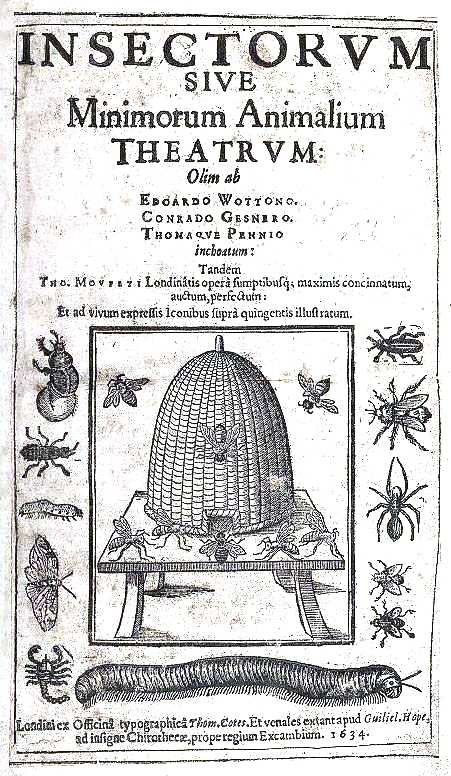 INSECTORVM
SIVE
Minimorum Animalium
THEATRVM:
Olim ab
EDOARDO WOTTONO.
CONRADO GESNERO.
THOMAQVE PENNIO
inchoatum:
Tandem
THO. MOVFETI Londinâtis operâ sumptibusq; maximis concinnatum,
auctum, perfectum:
Et ad vivum expressis Iconibus suprà quingentis illustratum.
Londini ex Officinâ typographicâ Thom. Cotes. Et venales extant apud Guiliel. Hope,
ad insigne Chirothecæ, prope regium Excambium. 1634.